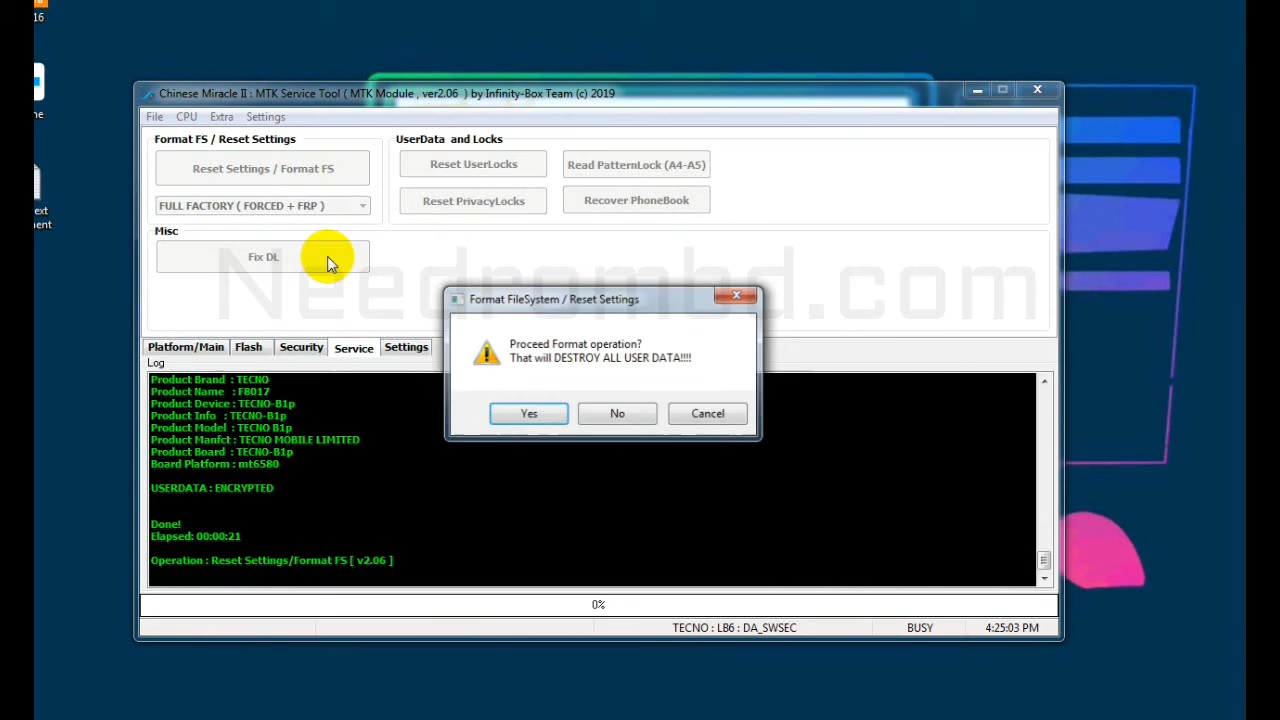 16
ne
ext
ent
Chinese Miracle II : MTK Service Tool ( MTK Module , ver2.06 ) by Infinity-Box Team (c) 2019
File CPU Extra Settings
Format FS / Reset Settings
UserData and Locks
Reset Settings / Format FS
Reset UserLocks
Read PatternLock (A4-A5)
FULL FACTORY ( FORCED + FRP )
Reset PrivacyLocks
Recover PhoneBook
Misc
Fix DL
Needrombd.com
Format FileSystem / Reset Settings
Proceed Format operation?
That will DESTROY ALL USER DATA!!!!
Yes No Cancel
Platform/Main Flash Security Service Settings
Log
Product Brand : TECNO
Product Name : F8017
Product Device : TECNO-B1p
Product Info : TECNO-B1p
Product Model : TECNO B1p
Product Manfct : TECNO MOBILE LIMITED
Product Board : TECNO-B1p
Board Platform : mt6580
USERDATA : ENCRYPTED
Done!
Elapsed: 00:00:21
Operation : Reset Settings/Format FS [ v2.06 ]
0%
TECNO : LB6 : DA_SWSEC BUSY 4:25:03 PM